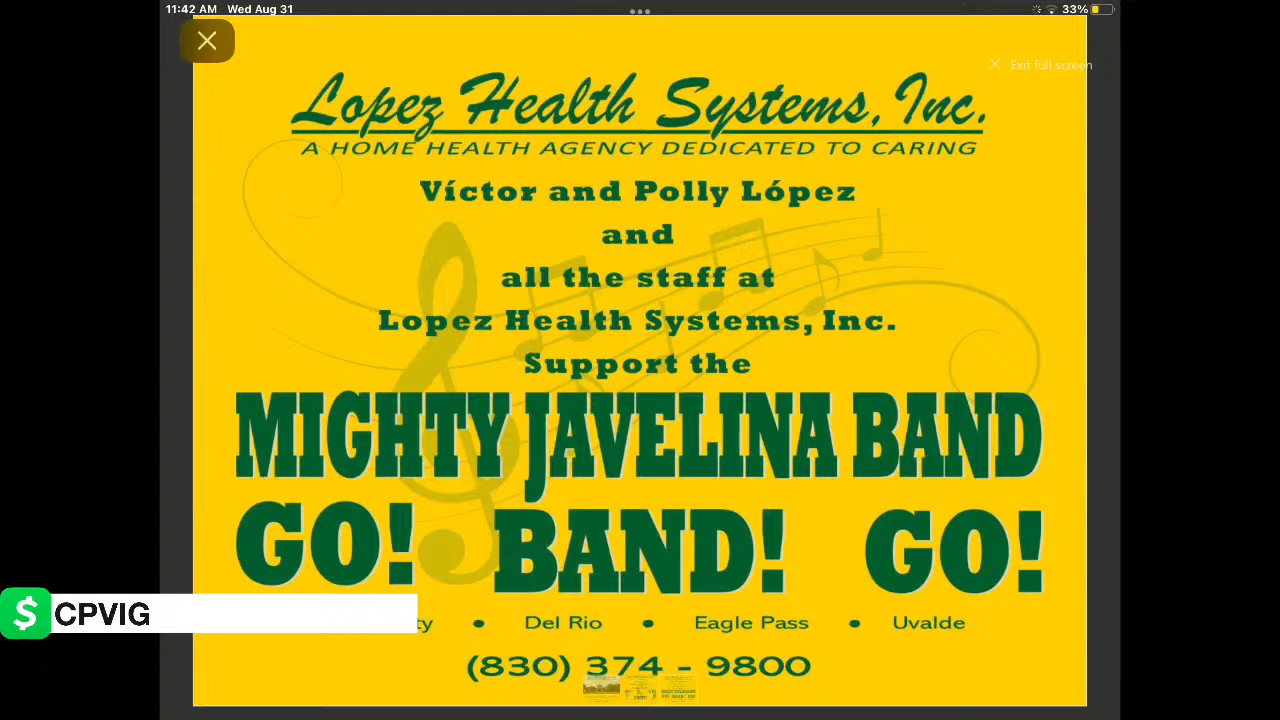 11:42 AM Wed Aug 31
33%
Exit full screen
Lopez Health Systems, Inc.
A HOME HEALTH AGENCY DEDICATED TO CARING
Víctor and Polly López
and
all the staff at
Lopez Health Systems, Inc.
Support the
MIGHTY JAVELINA BAND
GO! BAND! GO!
$ CPVIG
ty • Del Rio • Eagle Pass • Uvalde
(830) 374 - 9800